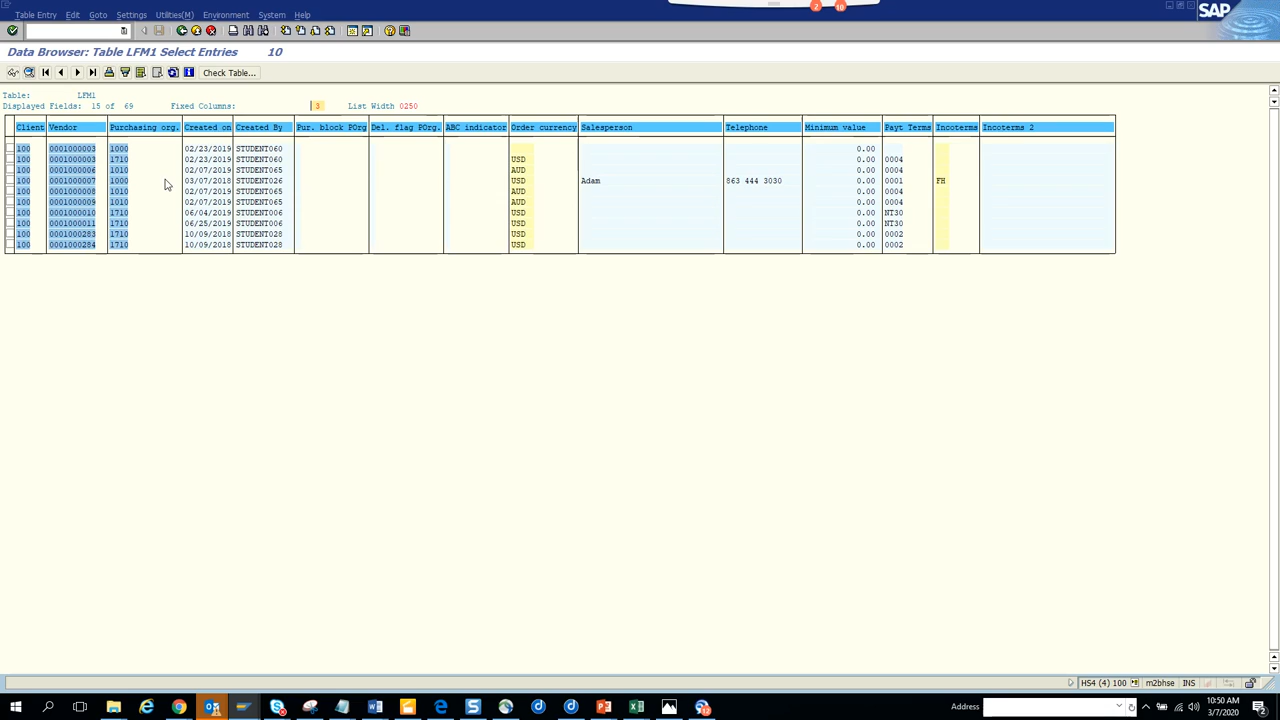 Table Entry Edit Goto Settings Utilities(M) Environment System Help
2 10
SAP
Data Browser: Table LFM1 Select Entries 10
Check Table...
Table: LFM1
Displayed Fields: 15 of 69 Fixed Columns: 3 List Width 0250
Client Vendor Purchasing org. Created on Created By Pur. block POrg Del. flag POrg. ABC indicator Order currency Salesperson Telephone Minimum value Payt Terms Incoterms Incoterms 2
100 0001000003 1000 02/23/2019 STUDENT060 0.00
100 0001000003 1710 02/23/2019 STUDENT060 USD 0.00 0004
100 0001000006 1010 02/07/2019 STUDENT065 AUD 0.00 0004
100 0001000007 1000 03/07/2018 STUDENT026 USD Adam 863 444 3030 0.00 0001 FH
100 0001000008 1010 02/07/2019 STUDENT065 AUD 0.00 0004
100 0001000009 1010 02/07/2019 STUDENT065 AUD 0.00 0004
100 0001000010 1710 06/04/2019 STUDENT006 USD 0.00 NT30
100 0001000011 1710 06/25/2019 STUDENT006 USD 0.00 NT30
100 0001000283 1710 10/09/2018 STUDENT028 USD 0.00 0002
100 0001000284 1710 10/09/2018 STUDENT028 USD 0.00 0002
HS4 (4) 100 m2bhse INS
Address 10:50 AM
3/7/2020